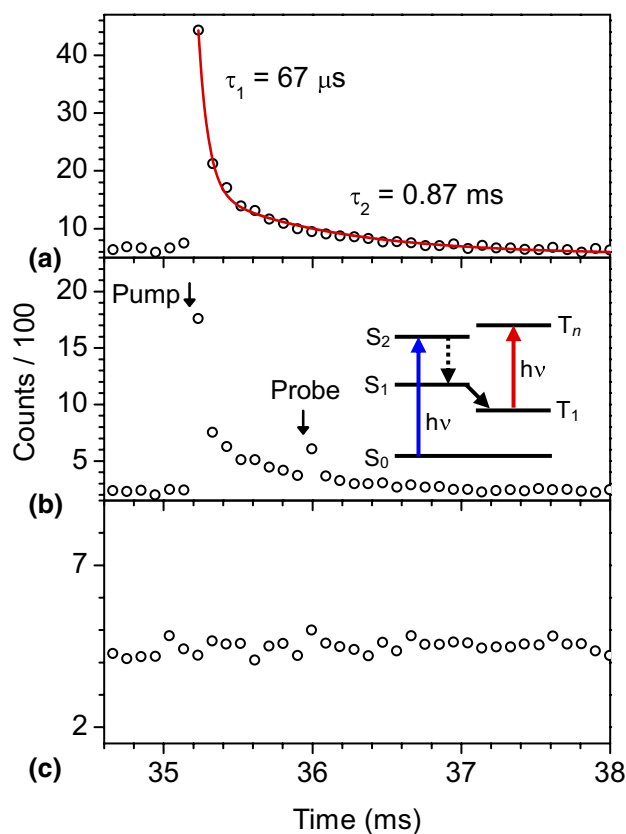 40
30
20
10
τ1 = 67 μs
τ2 = 0.87 ms
(a)
Counts / 100
20
15
10
5
Pump
Probe
S2
S1
S0
Tn
T1
hν
hν
(b)
7
2
(c)
35 36 37 38
Time (ms)